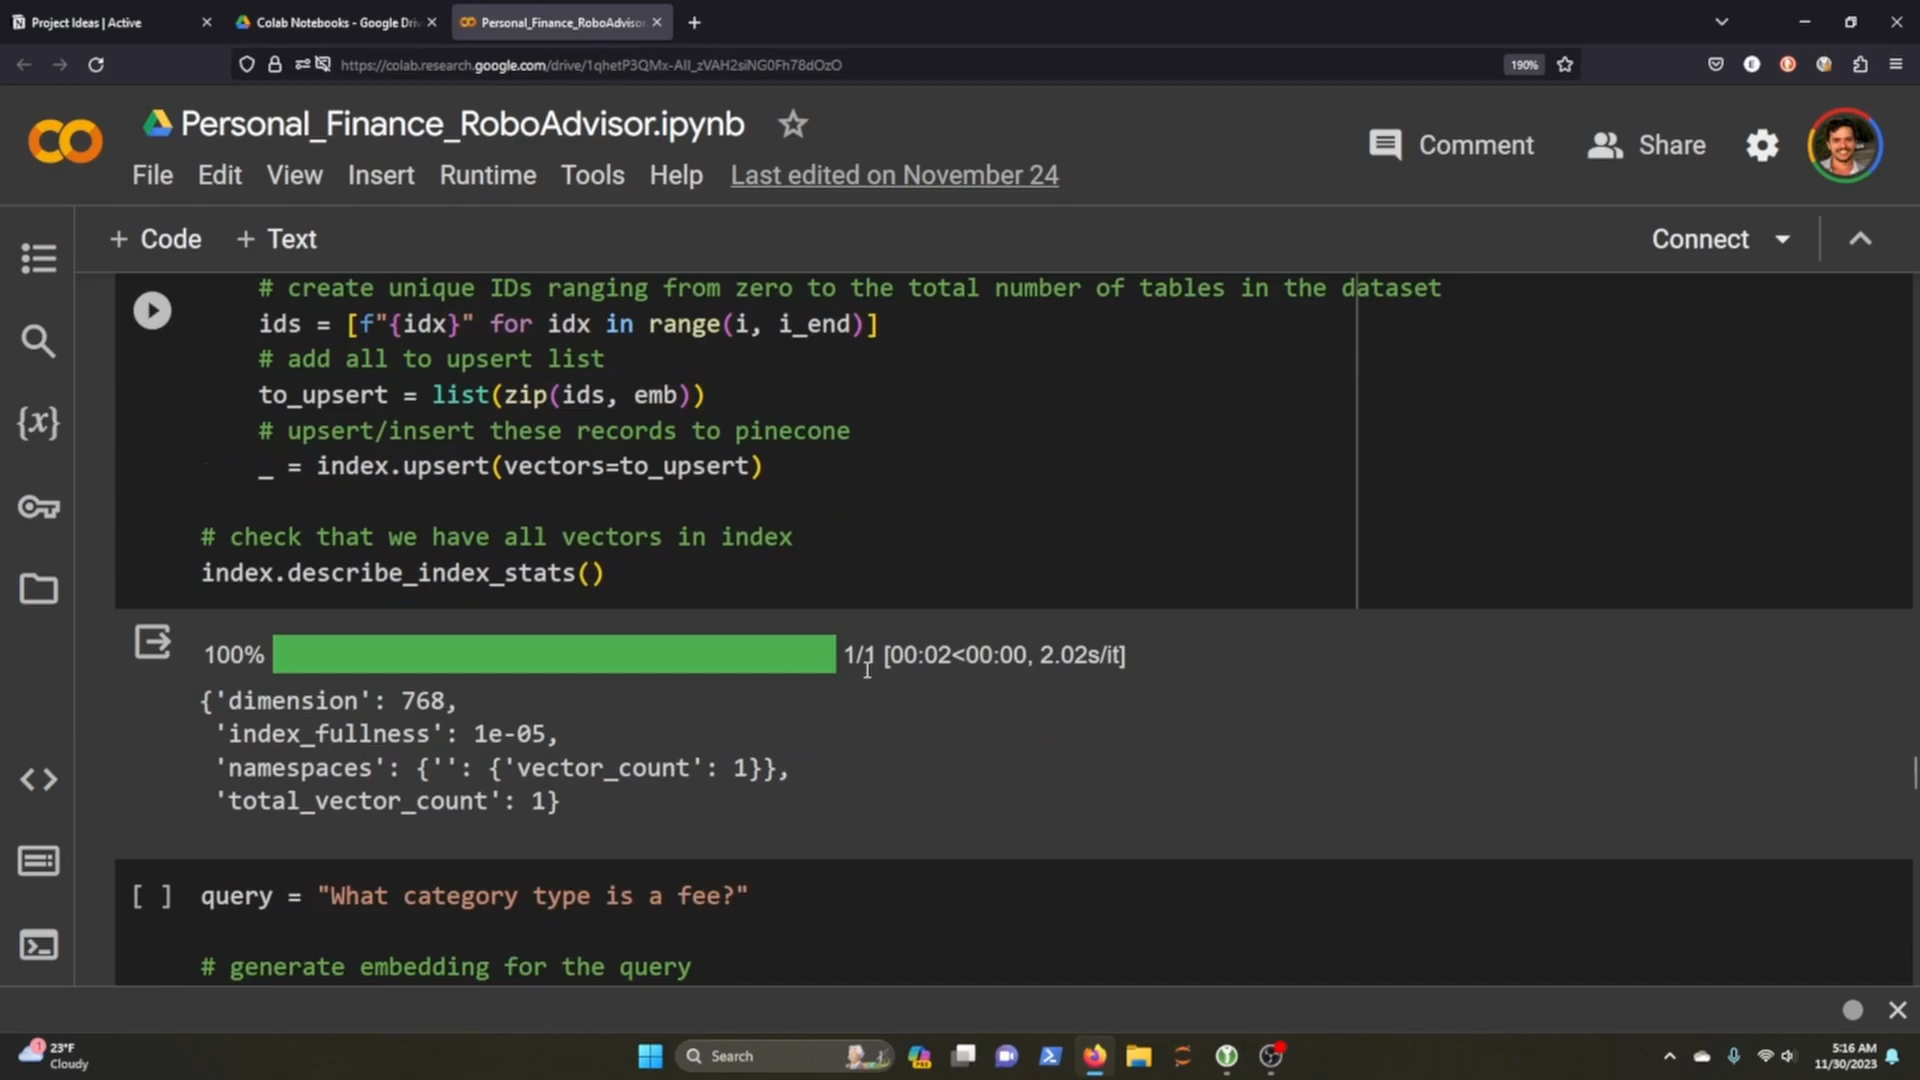 Project Ideas | Active
Colab Notebooks - Google Dri
Personal_Finance_RoboAdvisor.
https://colab.research.google.com/drive/1qhetP3QMx-AII_zVAH2siNG0Fh78dOzO
190%
Personal_Finance_RoboAdvisor.ipynb
Comment
Share
File Edit View Insert Runtime Tools Help Last edited on November 24
+ Code + Text
Connect
# create unique IDs ranging from zero to the total number of tables in the dataset
ids = [f"{idx}" for idx in range(i, i_end)]
# add all to upsert list
to_upsert = list(zip(ids, emb))
# upsert/insert these records to pinecone
_ = index.upsert(vectors=to_upsert)
# check that we have all vectors in index
index.describe_index_stats()
100% 1/1 [00:02<00:00, 2.02s/it]
{'dimension': 768,
'index_fullness': 1e-05,
'namespaces': {'': {'vector_count': 1}},
'total_vector_count': 1}
[ ] query = "What category type is a fee?"
# generate embedding for the query
1
23°F
Cloudy
Search
5:16 AM
11/30/2023